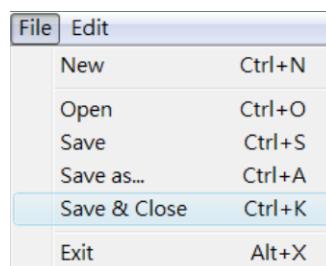 File Edit
New Ctrl+N
Open Ctrl+O
Save Ctrl+S
Save as... Ctrl+A
Save & Close Ctrl+K
Exit Alt+X